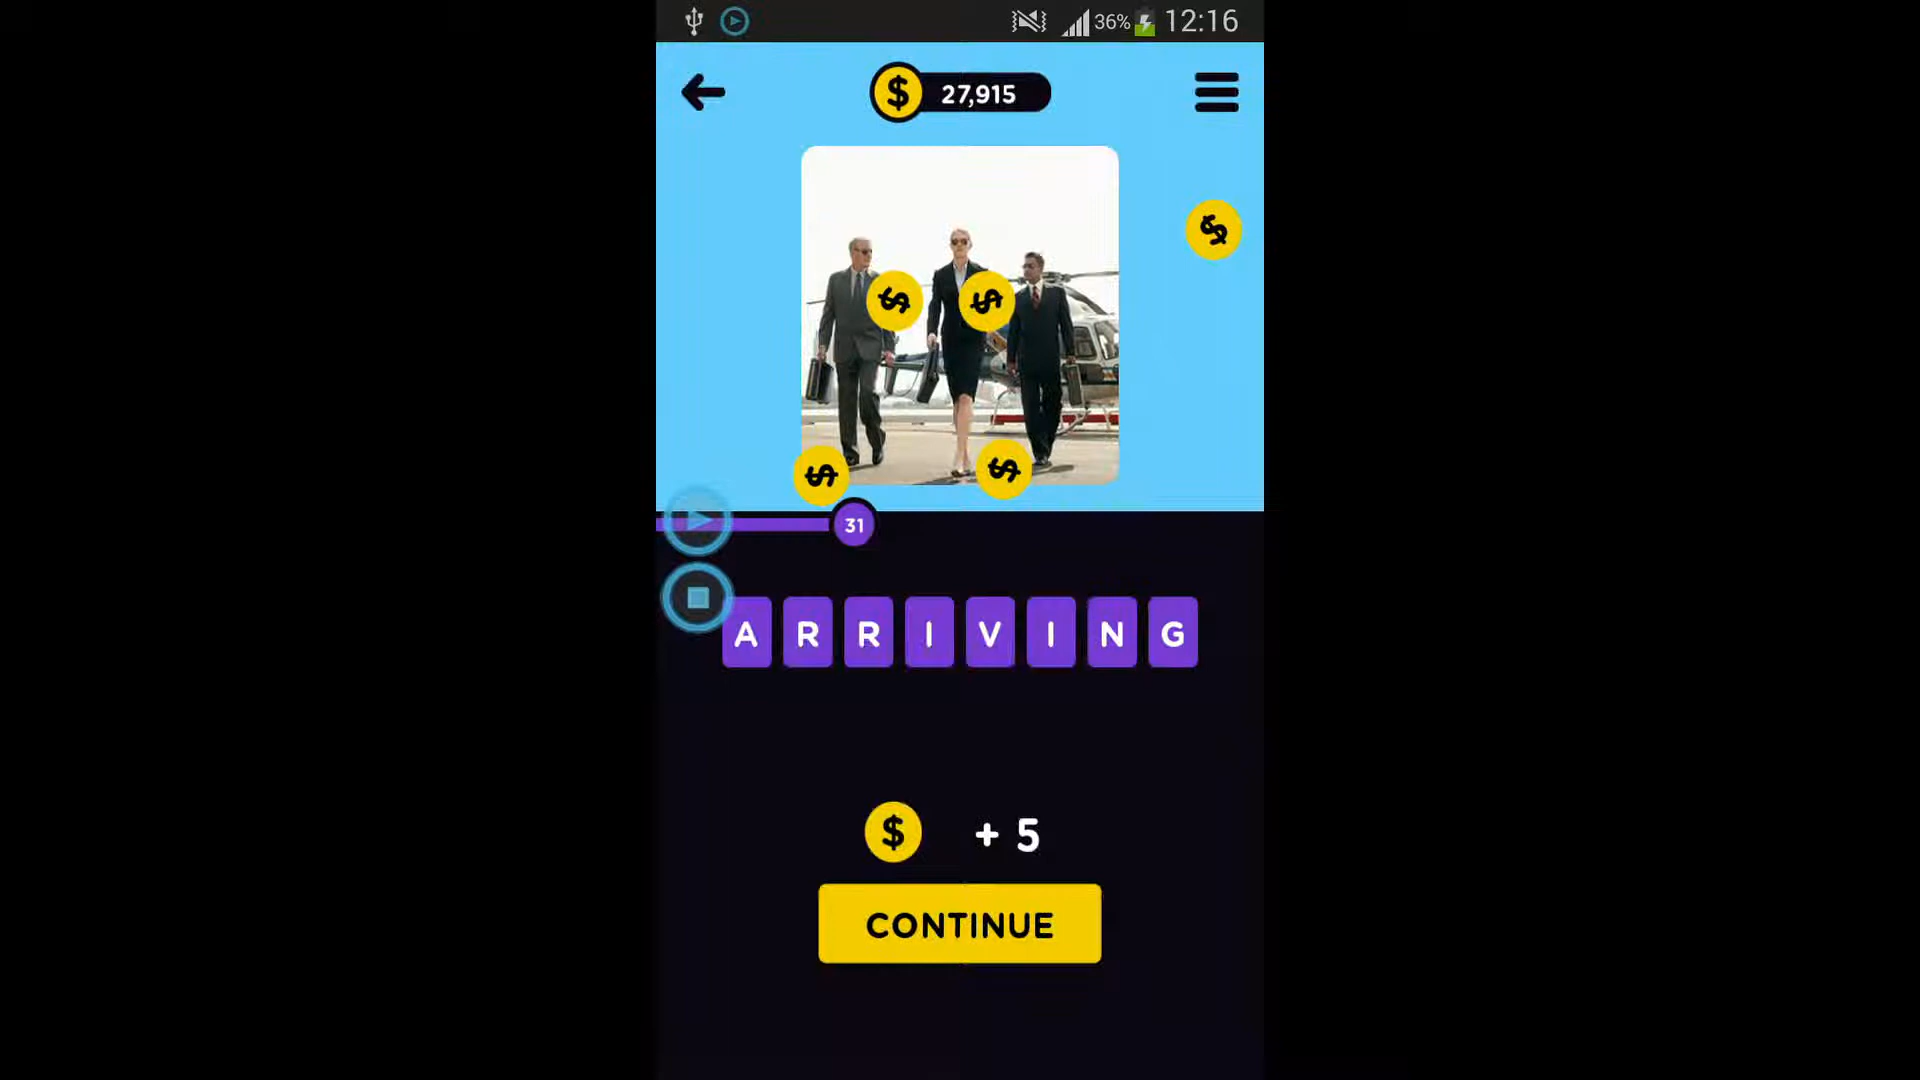 36% 12:16
$ 27,915
$
$ $
$ $
31
ARRIVING
$ + 5
CONTINUE